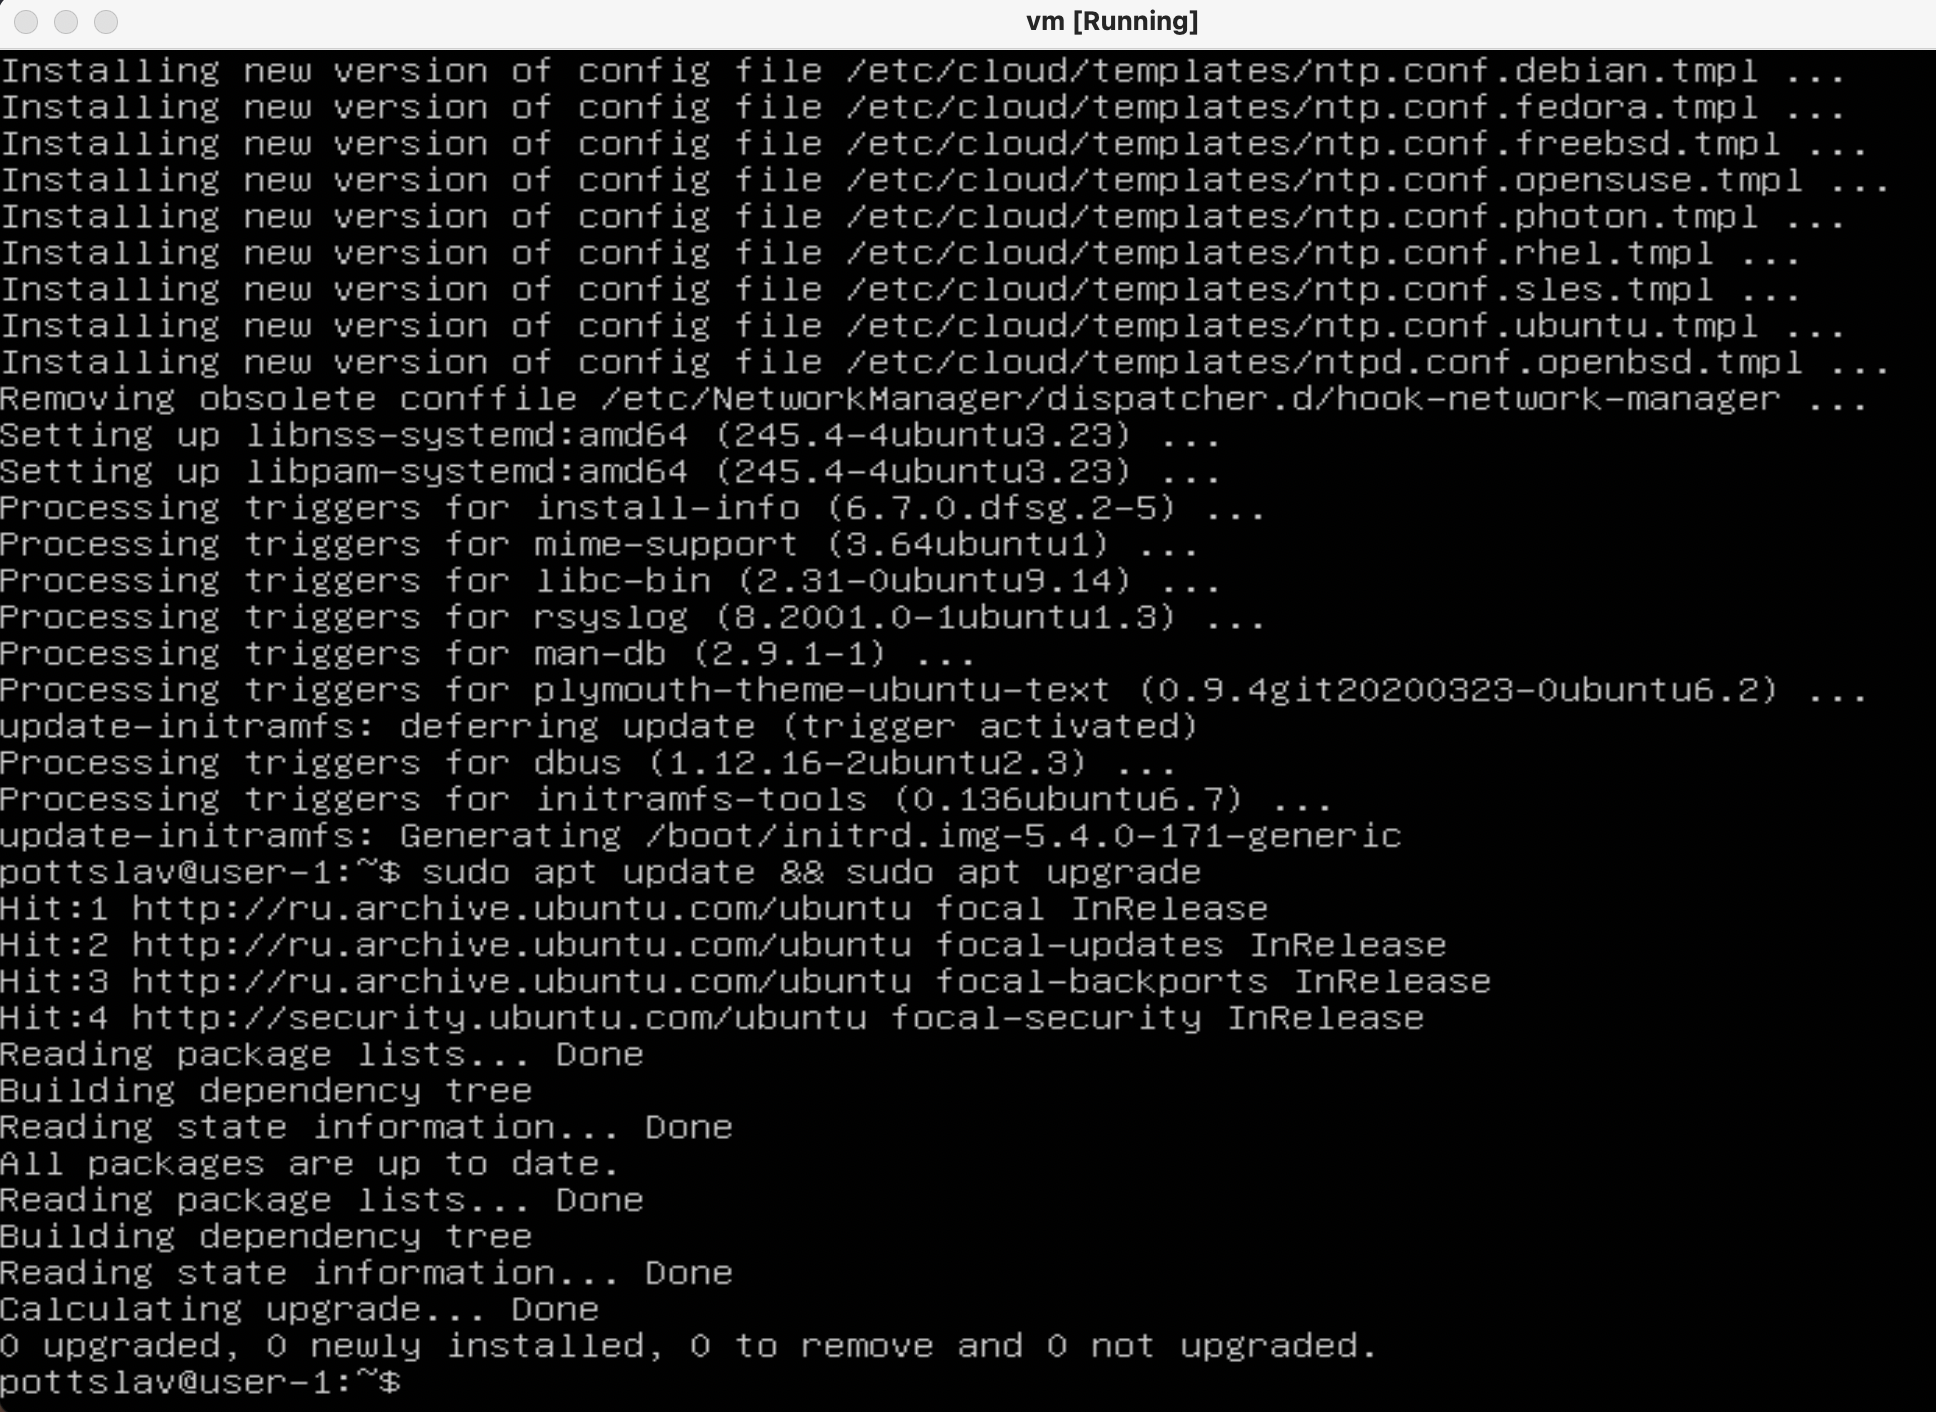 vm [Running]
Installing new version of config file /etc/cloud/templates/ntp.conf.debian.tmpl ...
Installing new version of config file /etc/cloud/templates/ntp.conf.fedora.tmpl ...
Installing new version of config file /etc/cloud/templates/ntp.conf.freebsd.tmpl ...
Installing new version of config file /etc/cloud/templates/ntp.conf.opensuse.tmpl ...
Installing new version of config file /etc/cloud/templates/ntp.conf.photon.tmpl ...
Installing new version of config file /etc/cloud/templates/ntp.conf.rhel.tmpl ...
Installing new version of config file /etc/cloud/templates/ntp.conf.sles.tmpl ...
Installing new version of config file /etc/cloud/templates/ntp.conf.ubuntu.tmpl ...
Installing new version of config file /etc/cloud/templates/ntpd.conf.openbsd.tmpl ...
Removing obsolete conffile /etc/NetworkManager/dispatcher.d/hook-network-manager ...
Setting up libnss-systemd:amd64 (245.4-4ubuntu3.23) ...
Setting up libpam-systemd:amd64 (245.4-4ubuntu3.23) ...
Processing triggers for install-info (6.7.0.dfsg.2-5) ...
Processing triggers for mime-support (3.64ubuntu1) ...
Processing triggers for libc-bin (2.31-0ubuntu9.14) ...
Processing triggers for rsyslog (8.2001.0-1ubuntu1.3) ...
Processing triggers for man-db (2.9.1-1) ...
Processing triggers for plymouth-theme-ubuntu-text (0.9.4git20200323-0ubuntu6.2) ...
update-initramfs: deferring update (trigger activated)
Processing triggers for dbus (1.12.16-2ubuntu2.3) ...
Processing triggers for initramfs-tools (0.136ubuntu6.7) ...
update-initramfs: Generating /boot/initrd.img-5.4.0-171-generic
pottslav@user-1:~$ sudo apt update && sudo apt upgrade
Hit:1 http://ru.archive.ubuntu.com/ubuntu focal InRelease
Hit:2 http://ru.archive.ubuntu.com/ubuntu focal-updates InRelease
Hit:3 http://ru.archive.ubuntu.com/ubuntu focal-backports InRelease
Hit:4 http://security.ubuntu.com/ubuntu focal-security InRelease
Reading package lists... Done
Building dependency tree
Reading state information... Done
All packages are up to date.
Reading package lists... Done
Building dependency tree
Reading state information... Done
Calculating upgrade... Done
0 upgraded, 0 newly installed, 0 to remove and 0 not upgraded.
pottslav@user-1:~$